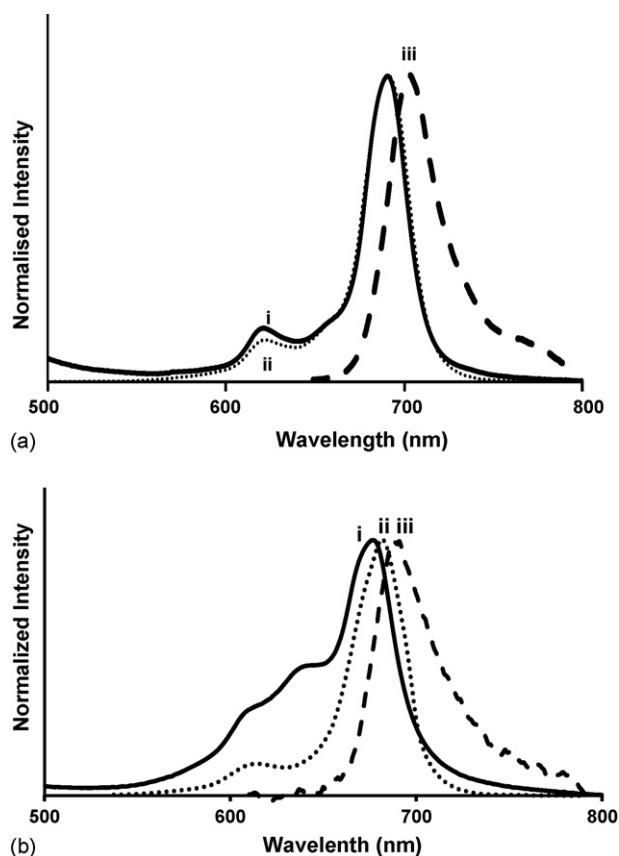 iii
i
ii
Normalised Intensity
500 600 700 800
Wavelength (nm)
(a)
i ii iii
Normalized Intensity
500 600 700 800
Wavelenth (nm)
(b)